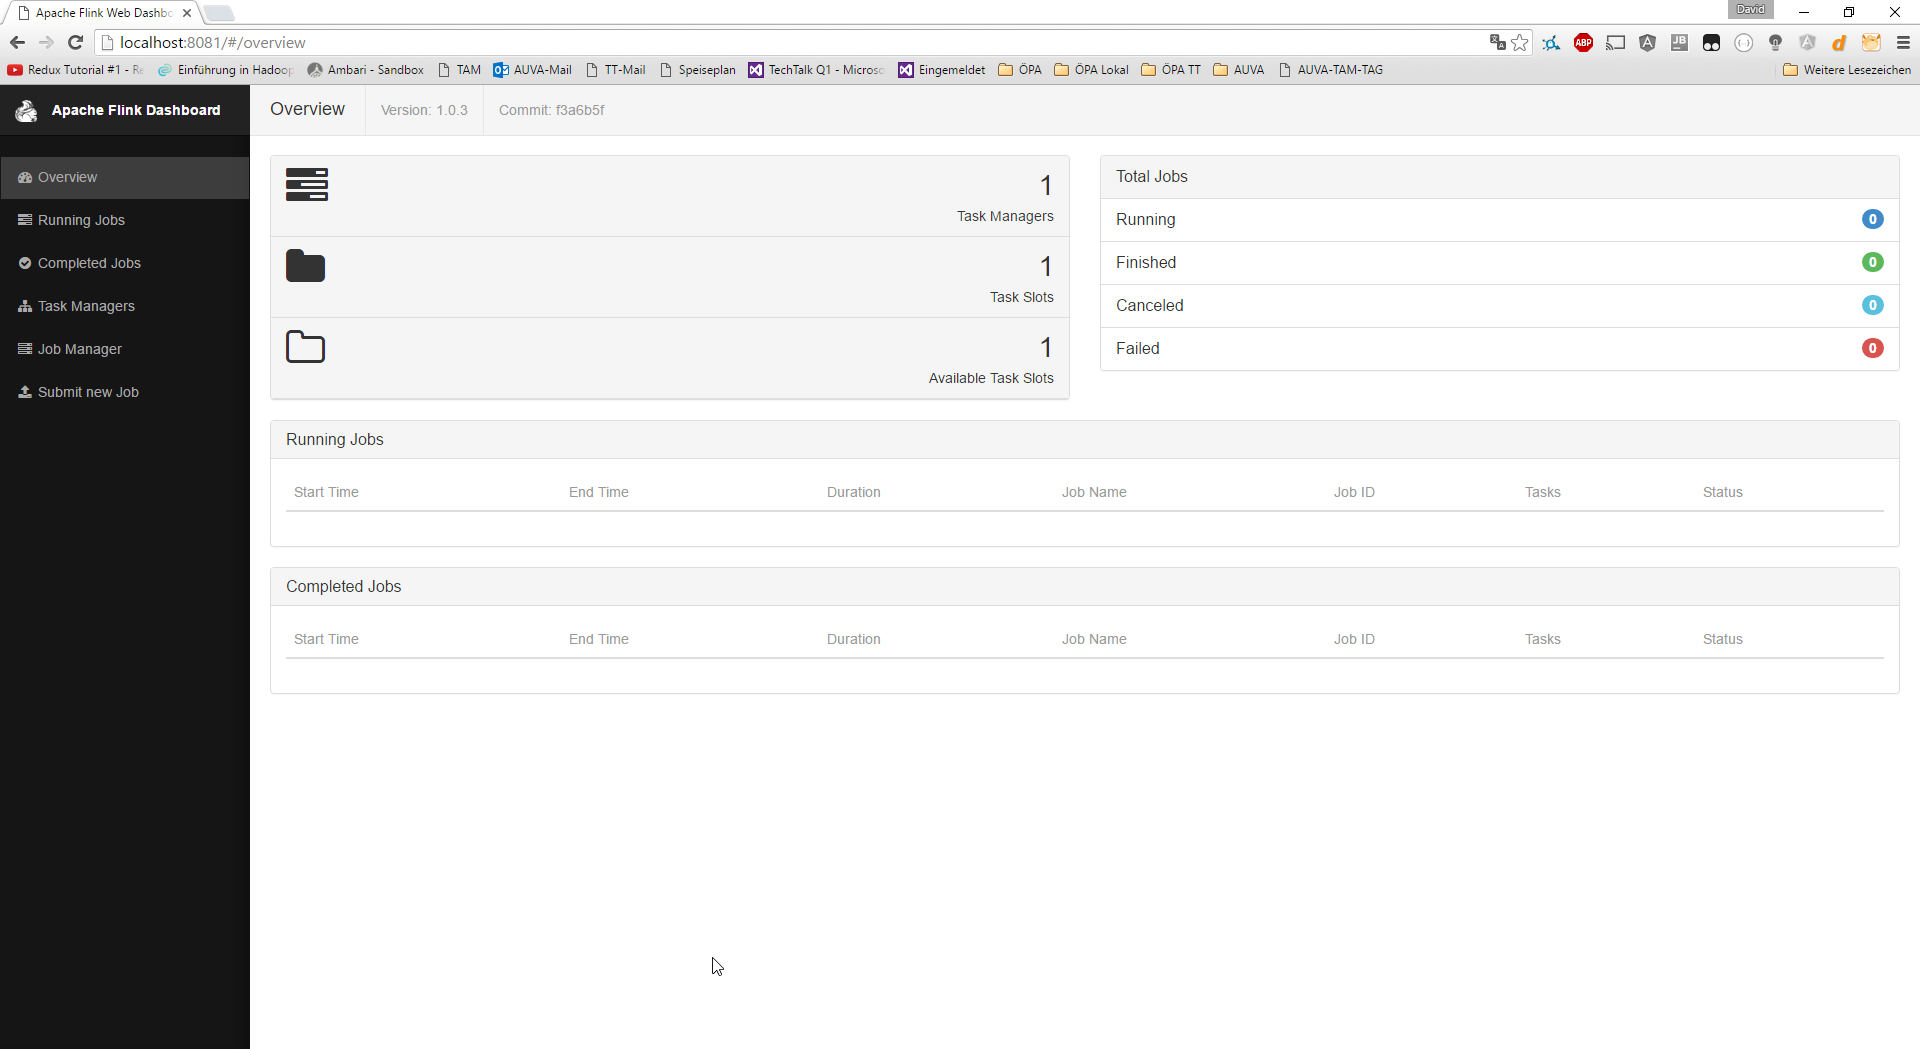 Apache Flink Web Dashbo
David
localhost:8081/#/overview
ABP
JB
Redux Tutorial #1 - Re
Einführung in Hadoop
Ambari - Sandbox
TAM
AUVA-Mail
TT-Mail
Speiseplan
TechTalk Q1 - Microso
Eingemeldet
ÖPA
ÖPA Lokal
ÖPA TT
AUVA
AUVA-TAM-TAG
Weitere Lesezeichen
Apache Flink Dashboard
Overview
Version: 1.0.3
Commit: f3a6b5f
Overview
Running Jobs
Completed Jobs
Task Managers
Job Manager
Submit new Job
1
Task Managers
1
Task Slots
1
Available Task Slots
Total Jobs
Running 0
Finished 0
Canceled 0
Failed 0
Running Jobs
Start Time End Time Duration Job Name Job ID Tasks Status
Completed Jobs
Start Time End Time Duration Job Name Job ID Tasks Status